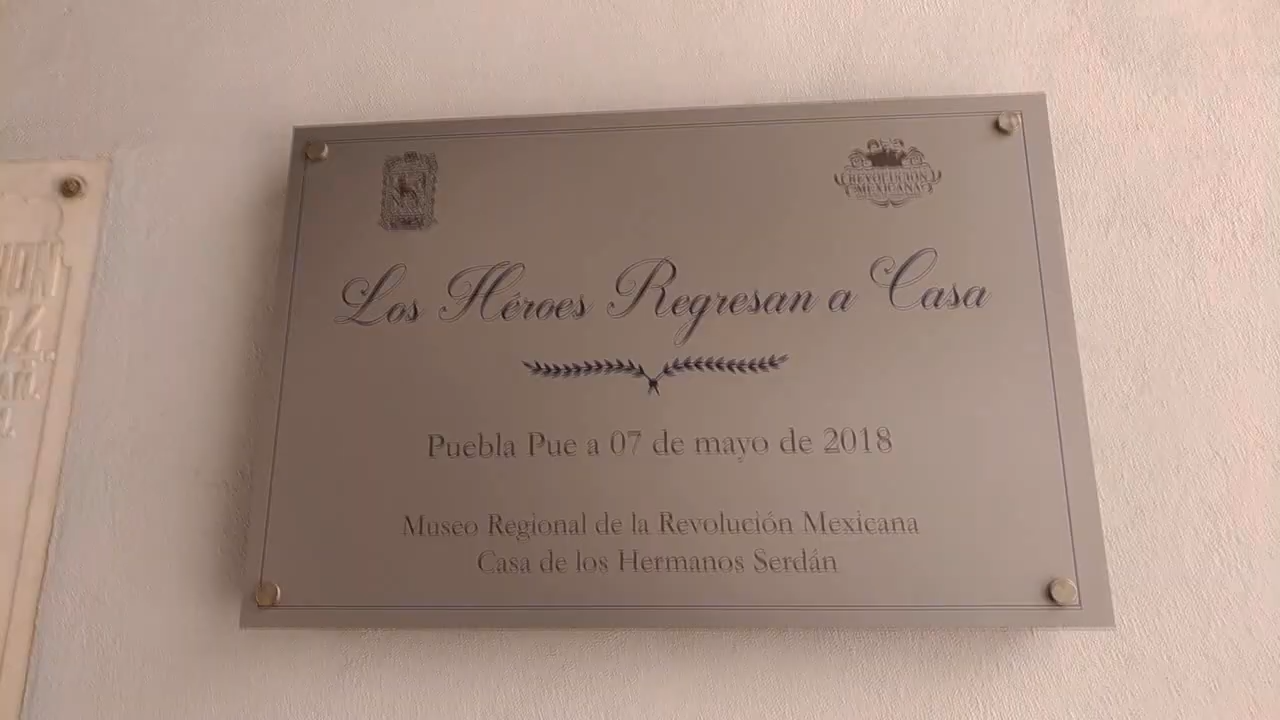 REVOLUCIÓN
MEXICANA
Los Héroes Regresan a Casa
Puebla Pue a 07 de mayo de 2018
Museo Regional de la Revolución Mexicana
Casa de los Hermanos Serdán